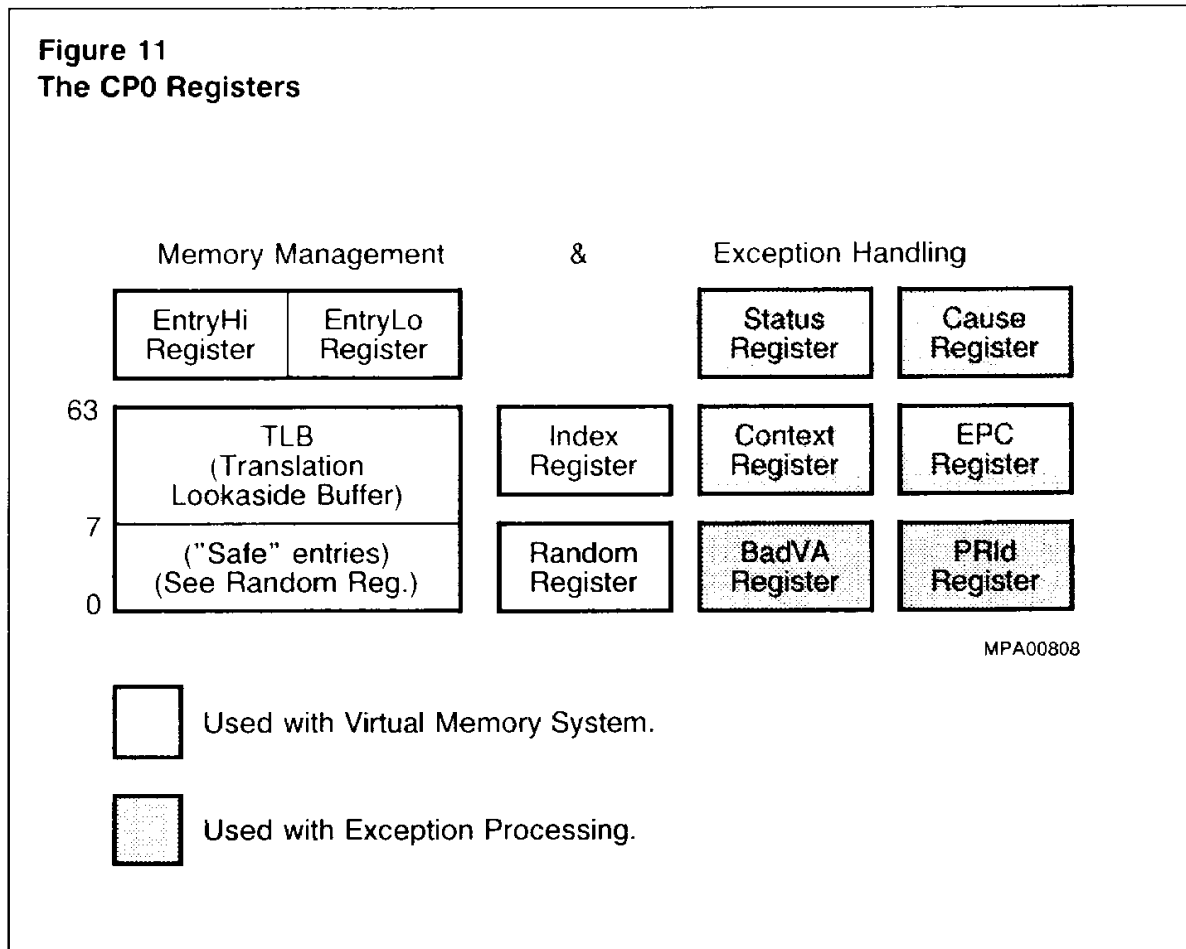 Figure 11
The CP0 Registers
Memory Management & Exception Handling
EntryHi
Register
EntryLo
Register
Status
Register
Cause
Register
63
TLB
(Translation
Lookaside Buffer)
Index
Register
Context
Register
EPC
Register
7
("Safe" entries)
(See Random Reg.)
0
Random
Register
BadVA
Register
PRId
Register
MPA00808
Used with Virtual Memory System.
Used with Exception Processing.